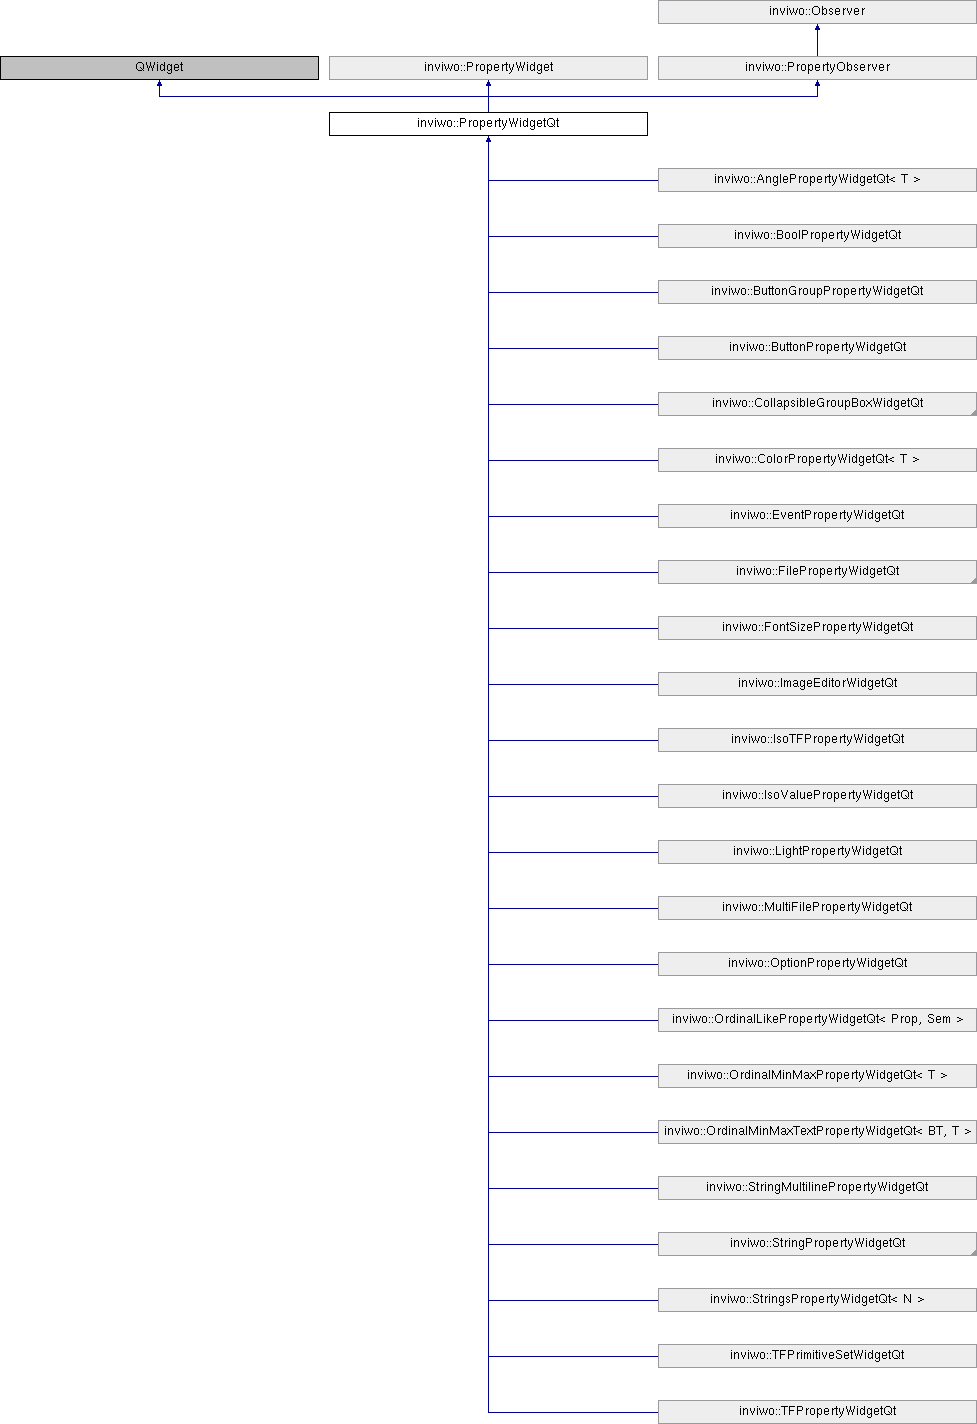 inviwo::Observer
QWidget
inviwo::PropertyWidget
inviwo::PropertyObserver
inviwo::PropertyWidgetQt
inviwo::AnglePropertyWidgetQt< T >
inviwo::BoolPropertyWidgetQt
inviwo::ButtonGroupPropertyWidgetQt
inviwo::ButtonPropertyWidgetQt
inviwo::CollapsibleGroupBoxWidgetQt
inviwo::ColorPropertyWidgetQt< T >
inviwo::EventPropertyWidgetQt
inviwo::FilePropertyWidgetQt
inviwo::FontSizePropertyWidgetQt
inviwo::ImageEditorWidgetQt
inviwo::IsoTFPropertyWidgetQt
inviwo::IsoValuePropertyWidgetQt
inviwo::LightPropertyWidgetQt
inviwo::MultiFilePropertyWidgetQt
inviwo::OptionPropertyWidgetQt
inviwo::OrdinalLikePropertyWidgetQt< Prop, Sem >
inviwo::OrdinalMinMaxPropertyWidgetQt< T >
inviwo::OrdinalMinMaxTextPropertyWidgetQt< BT, T >
inviwo::StringMultilinePropertyWidgetQt
inviwo::StringPropertyWidgetQt
inviwo::StringsPropertyWidgetQt< N >
inviwo::TFPrimitiveSetWidgetQt
inviwo::TFPropertyWidgetQt